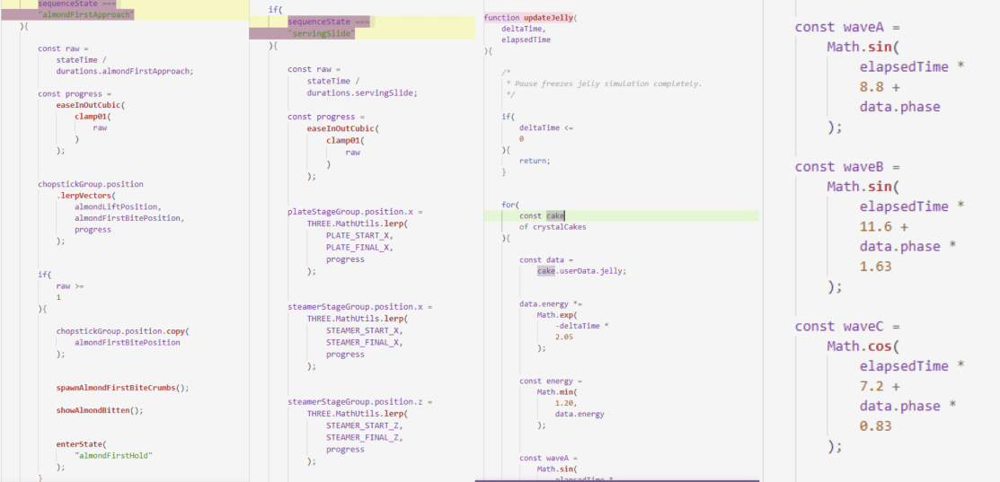 sequenceState ===
"almondFirstApproach"
){
const raw =
stateTime /
durations.almondFirstApproach;
const progress =
easeInOutCubic(
clamp01(
raw
)
);
chopstickGroup.position
.lerpVectors(
almondLiftPosition,
almondFirstBitePosition,
progress
);
if(
raw >=
1
){
chopstickGroup.position.copy(
almondFirstBitePosition
);
spawnAlmondFirstBiteCrumbs();
showAlmondBitten();
enterState(
"almondFirstHold"
);
}
if(
sequenceState ===
"servingSlide"
){
const raw =
stateTime /
durations.servingSlide;
const progress =
easeInOutCubic(
clamp01(
raw
)
);
plateStageGroup.position.x =
THREE.MathUtils.lerp(
PLATE_START_X,
PLATE_FINAL_X,
progress
);
steamerStageGroup.position.x =
THREE.MathUtils.lerp(
STEAMER_START_X,
STEAMER_FINAL_X,
progress
);
steamerStageGroup.position.z =
THREE.MathUtils.lerp(
STEAMER_START_Z,
STEAMER_FINAL_Z,
progress
);
function updateJelly(
deltaTime,
elapsedTime
){
/*
* Pause freezes jelly simulation completely.
*/
if(
deltaTime <=
0
){
return;
}
for(
const cake
of crystalCakes
){
const data =
cake.userData.jelly;
data.energy *=
Math.exp(
-deltaTime *
2.05
);
const energy =
Math.min(
1.20,
data.energy
);
const waveA =
Math.sin(
elapsedTime *
const waveA =
Math.sin(
elapsedTime *
8.8 +
data.phase
);
const waveB =
Math.sin(
elapsedTime *
11.6 +
data.phase *
1.63
);
const waveC =
Math.cos(
elapsedTime *
7.2 +
data.phase *
0.83
);